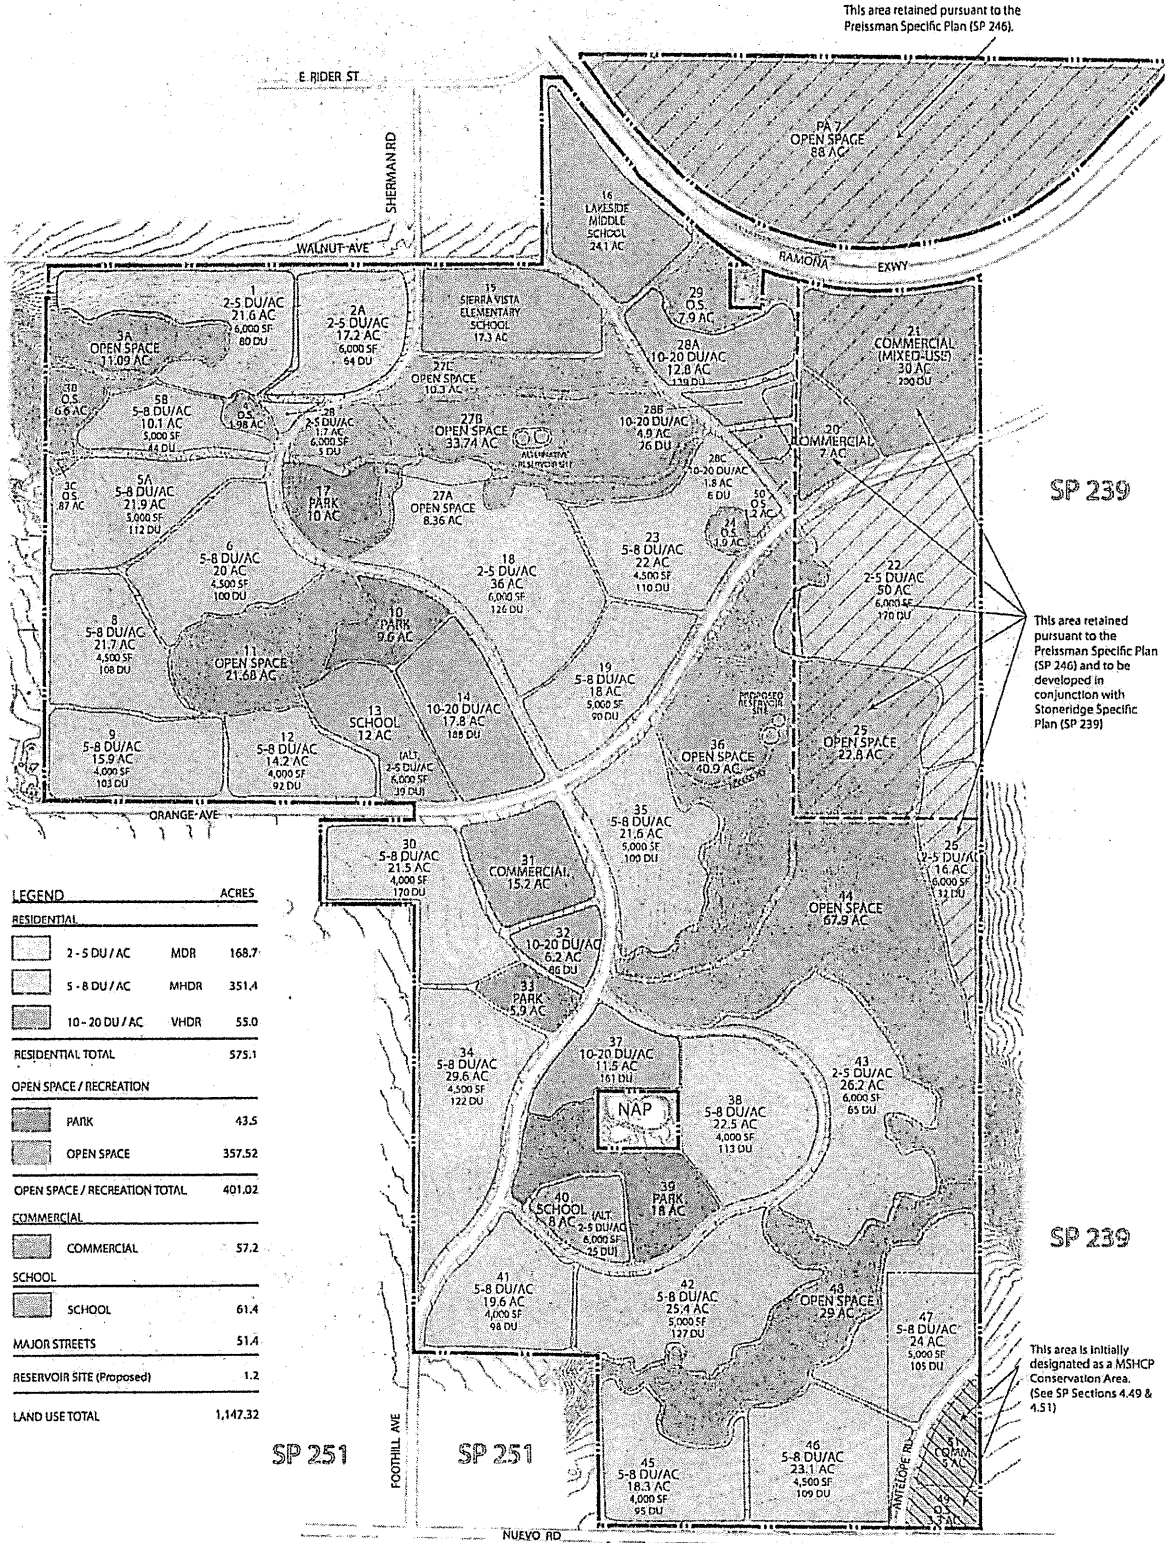 This area retained pursuant to the
Preissman Specific Plan (SP 246).
E. RIDER ST
SHERMAN RD
PA 7
OPEN SPACE
88 AC
16
LAKESIDE
MIDDLE
SCHOOL
24.1 AC
WALNUT AVE
RAMONA EXWY
1
2-5 DU/AC
21.6 AC
6,000 SF
80 DU
2A
2-5 DU/AC
17.2 AC
6,000 SF
64 DU
15
SIERRA VISTA
ELEMENTARY
SCHOOL
17.3 AC
29
O.S.
7.9 AC
21
COMMERCIAL
(MIXED-USE)
30 AC
200 DU
3A
OPEN SPACE
11.09 AC
28A
10-20 DU/AC
12.8 AC
OPEN SPACE
10.3 AC
3B
O.S.
6.6 AC
5B
5-8 DU/AC
10.1 AC
5,000 SF
44 DU
O.S.
1.98 AC
2B
2-5 DU/AC
1.7 AC
6,000 SF
5 DU
27B
OPEN SPACE
33.74 AC
ALTERNATIVE
RESERVOIR SITE
28B
10-20 DU/AC
4.9 AC
76 DU
20
COMMERCIAL
7 AC
28C
10-20 DU/AC
1.8 AC
6 DU
3C
O.S.
.87 AC
5A
5-8 DU/AC
21.9 AC
5,000 SF
112 DU
17
PARK
10 AC
27A
OPEN SPACE
8.36 AC
50
O.S.
.2 AC
24
O.S.
1.9 AC
SP 239
6
5-8 DU/AC
20 AC
4,500 SF
100 DU
18
2-5 DU/AC
36 AC
6,000 SF
126 DU
23
5-8 DU/AC
22 AC
4,500 SF
110 DU
22
2-5 DU/AC
50 AC
6,000 SF
170 DU
This area retained
pursuant to the
Preissman Specific Plan
(SP 246) and to be
developed in
conjunction with
Stoneridge Specific
Plan (SP 239)
8
5-8 DU/AC
21.7 AC
4,500 SF
108 DU
10
PARK
9.6 AC
11
OPEN SPACE
21.68 AC
19
5-8 DU/AC
18 AC
5,000 SF
90 DU
13
SCHOOL
12 AC
(ALT.
2-5 DU/AC
6,000 SF
39 DU)
14
10-20 DU/AC
17.8 AC
188 DU
PROPOSED
RESERVOIR
SITE
36
OPEN SPACE
40.9 AC
25
OPEN SPACE
22.8 AC
9
5-8 DU/AC
15.9 AC
4,000 SF
103 DU
12
5-8 DU/AC
14.2 AC
4,000 SF
92 DU
ORANGE AVE
35
5-8 DU/AC
21.6 AC
5,000 SF
100 DU
30
5-8 DU/AC
21.5 AC
4,000 SF
170 DU
31
COMMERCIAL
15.2 AC
2-5 DU/AC
16 AC
6,000 SF
32 DU
44
OPEN SPACE
67.9 AC
32
10-20 DU/AC
6.2 AC
86 DU
33
PARK
5.9 AC
34
5-8 DU/AC
29.6 AC
4,500 SF
122 DU
37
10-20 DU/AC
11.5 AC
161 DU
43
2-5 DU/AC
26.2 AC
6,000 SF
65 DU
NAP
38
5-8 DU/AC
22.5 AC
4,000 SF
113 DU
39
PARK
18 AC
40
SCHOOL
8 AC
(ALT.
2-5 DU/AC
6,000 SF
25 DU)
SP 239
41
5-8 DU/AC
19.6 AC
4,000 SF
98 DU
42
5-8 DU/AC
25.4 AC
5,000 SF
127 DU
48
OPEN SPACE
29 AC
47
5-8 DU/AC
24 AC
5,000 SF
105 DU
This area is initially
designated as a MSHCP
Conservation Area.
(See SP Sections 4.49 &
4.51)
51
COMM.
5 AC
49
O.S.
3.3 AC
45
5-8 DU/AC
18.3 AC
4,000 SF
95 DU
46
5-8 DU/AC
23.1 AC
4,500 SF
109 DU
ANTELOPE RD
FOOTHILL AVE
SP 251
SP 251
NUEVO RD
LEGEND ACRES
RESIDENTIAL
2 - 5 DU / AC MDR 168.7
5 - 8 DU / AC MHDR 351.4
10 - 20 DU / AC VHDR 55.0
RESIDENTIAL TOTAL 575.1
OPEN SPACE / RECREATION
PARK 43.5
OPEN SPACE 357.52
OPEN SPACE / RECREATION TOTAL 401.02
COMMERCIAL
COMMERCIAL 57.2
SCHOOL
SCHOOL 61.4
MAJOR STREETS 51.4
RESERVOIR SITE (Proposed) 1.2
LAND USE TOTAL 1,147.32